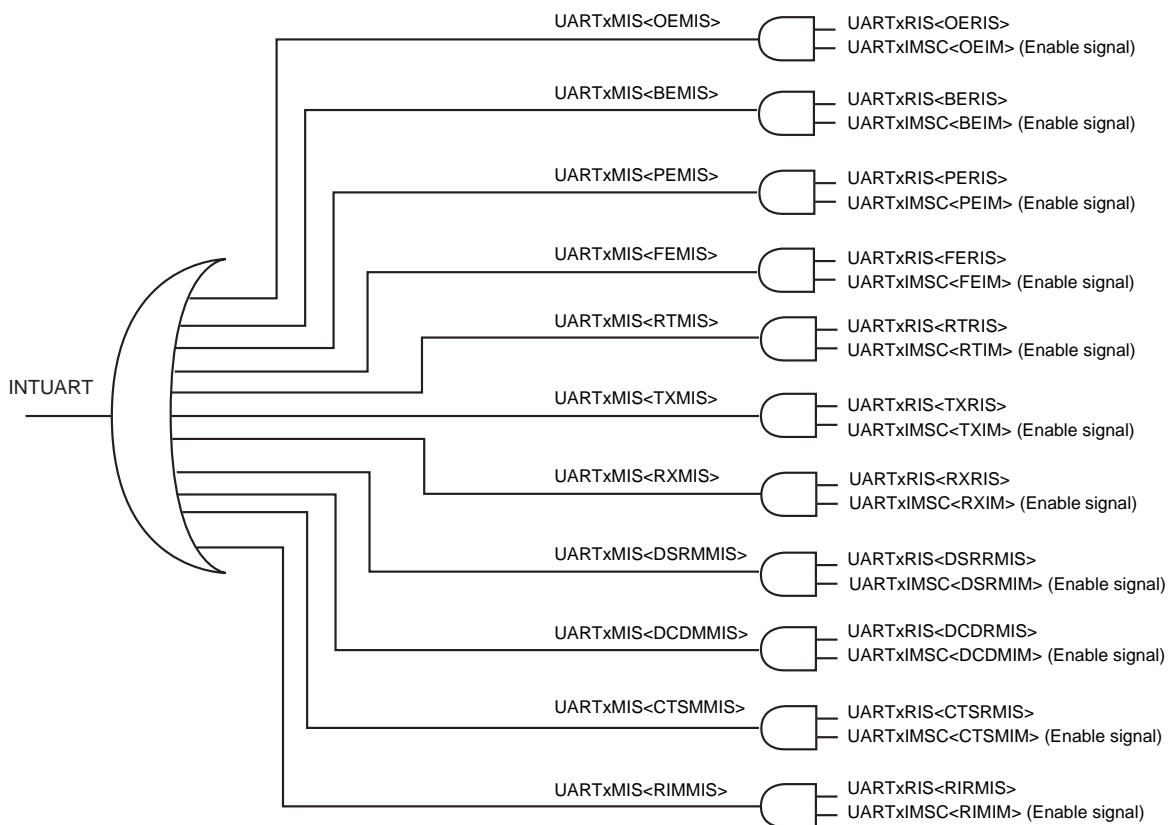 UARTxMIS<OEMIS>
UARTxRIS<OERIS>
UARTxIMSC<OEIM> (Enable signal)
UARTxMIS<BEMIS>
UARTxRIS<BERIS>
UARTxIMSC<BEIM> (Enable signal)
UARTxMIS<PEMIS>
UARTxRIS<PERIS>
UARTxIMSC<PEIM> (Enable signal)
UARTxMIS<FEMIS>
UARTxRIS<FERIS>
UARTxIMSC<FEIM> (Enable signal)
UARTxMIS<RTMIS>
UARTxRIS<RTRIS>
UARTxIMSC<RTIM> (Enable signal)
INTUART
UARTxMIS<TXMIS>
UARTxRIS<TXRIS>
UARTxIMSC<TXIM> (Enable signal)
UARTxMIS<RXMIS>
UARTxRIS<RXRIS>
UARTxIMSC<RXIM> (Enable signal)
UARTxMIS<DSRMMIS>
UARTxRIS<DSRRMIS>
UARTxIMSC<DSRMIM> (Enable signal)
UARTxMIS<DCDMMIS>
UARTxRIS<DCDRMIS>
UARTxIMSC<DCDMIM> (Enable signal)
UARTxMIS<CTSMMIS>
UARTxRIS<CTSRMIS>
UARTxIMSC<CTSMIM> (Enable signal)
UARTxMIS<RIMMIS>
UARTxRIS<RIRMIS>
UARTxIMSC<RIMIM> (Enable signal)